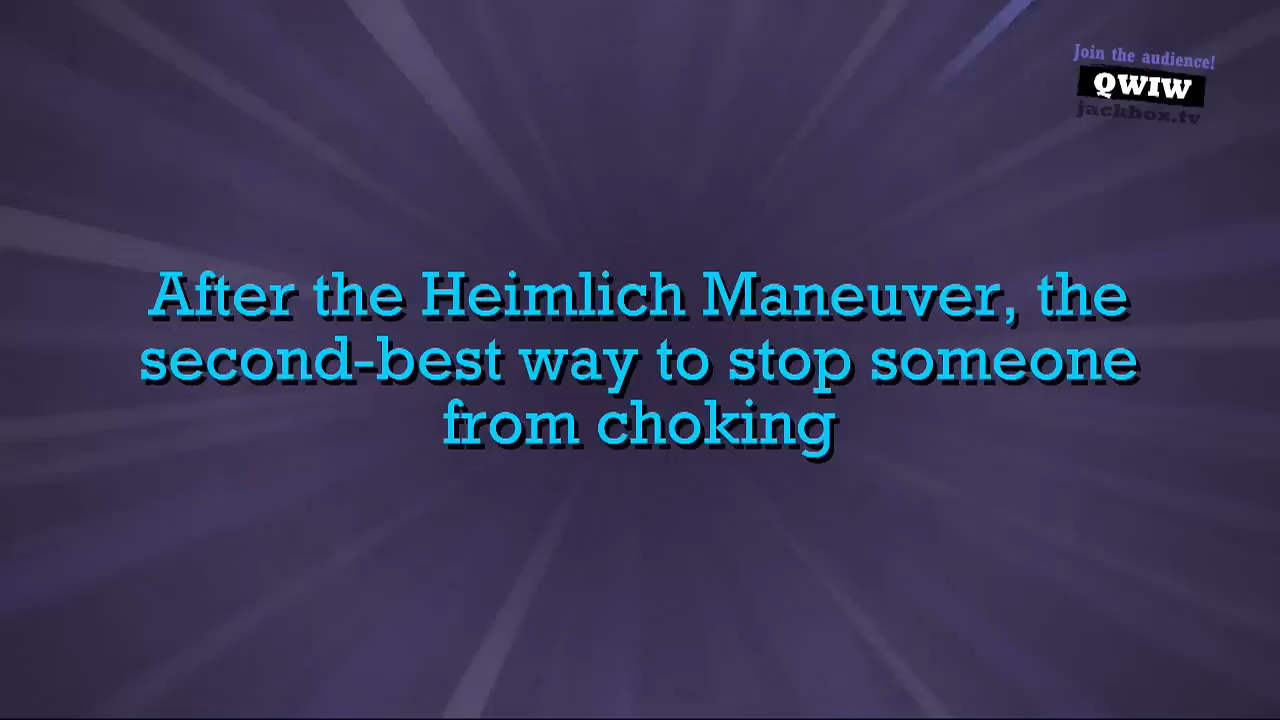 Join the audience!
QWIW
jackbox.tv
After the Heimlich Maneuver, the
second-best way to stop someone
from choking